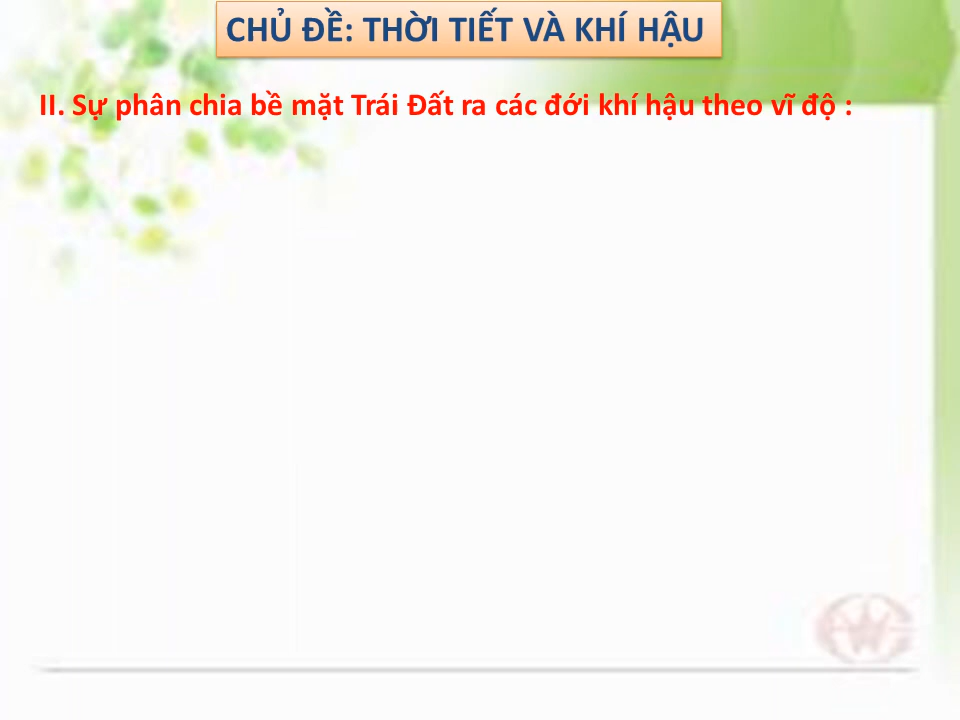 CHỦ ĐỀ: THỜI TIẾT VÀ KHÍ HẬU
II. Sự phân chia bề mặt Trái Đất ra các đới khí hậu theo vĩ độ :